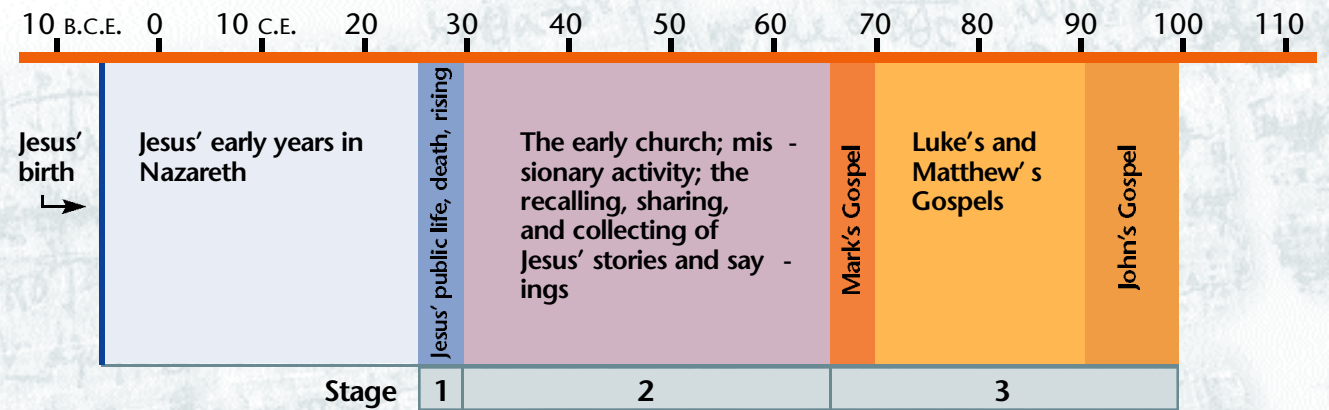 10 B.C.E. 0 10 C.E. 20 30 40 50 60 70 80 90 100 110
Jesus’
birth
Jesus’ early years in
Nazareth
Jesus’ public life, death, rising
The early church; mis -
sionary activity; the
recalling, sharing,
and collecting of
Jesus’ stories and say -
ings
Mark’s Gospel
Luke’s and
Matthew’ s
Gospels
John’s Gospel
Stage 1 2 3